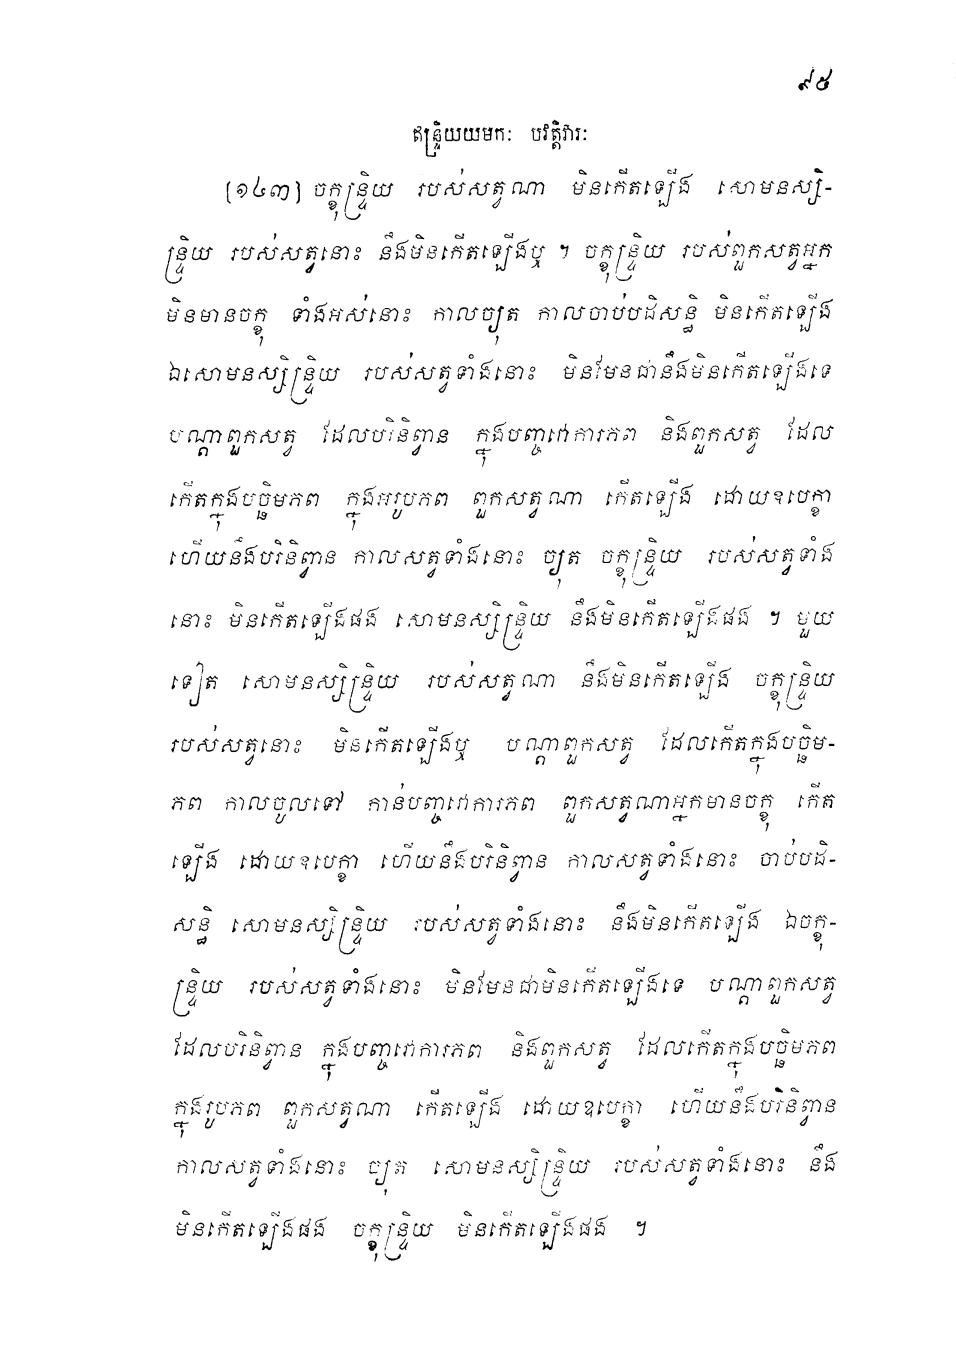 ៩៥
ឥន្ទ្រិយយមកៈ បវត្តិវារៈ
[១៤៣] ចក្ខុន្ទ្រិយ របស់សត្វណា មិនកើតឡើង សោមនស្សិ-
ន្ទ្រិយ របស់សត្វនោះ នឹងមិនកើតឡើងឬ ។ ចក្ខុន្ទ្រិយ របស់ពួកសត្វអ្នក
មិនមានចក្ខុ ទាំងអស់នោះ កាលច្យុត កាលចាប់បដិសន្ធិ មិនកើតឡើង
ឯសោមនស្សិន្ទ្រិយ របស់សត្វទាំងនោះ មិនមែនជានឹងមិនកើតឡើងទេ
បណ្តាពួកសត្វ ដែលបរិនិព្វាន ក្នុងបញ្ចវោការភព និងពួកសត្វ ដែល
កើតក្នុងបច្ឆិមភព ក្នុងអរូបភព ពួកសត្វណា កើតឡើង ដោយឧបេក្ខា
ហើយនឹងបរិនិព្វាន កាលសត្វទាំងនោះ ច្យុត ចក្ខុន្ទ្រិយ របស់សត្វទាំង
នោះ មិនកើតឡើងផង សោមនស្សិន្ទ្រិយ នឹងមិនកើតឡើងផង ។ មួយ
ទៀត សោមនស្សិន្ទ្រិយ របស់សត្វណា នឹងមិនកើតឡើង ចក្ខុន្ទ្រិយ
របស់សត្វនោះ មិនកើតឡើងឬ បណ្តាពួកសត្វ ដែលកើតក្នុងបច្ឆិម-
ភព កាលចូលទៅ កាន់បញ្ចវោការភព ពួកសត្វណាអ្នកមានចក្ខុ កើត
ឡើង ដោយឧបេក្ខា ហើយនឹងបរិនិព្វាន កាលសត្វទាំងនោះ ចាប់បដិ-
សន្ធិ សោមនស្សិន្ទ្រិយ របស់សត្វទាំងនោះ នឹងមិនកើតឡើង ឯចក្ខុ-
ន្ទ្រិយ របស់សត្វទាំងនោះ មិនមែនជាមិនកើតឡើងទេ បណ្តាពួកសត្វ
ដែលបរិនិព្វាន ក្នុងបញ្ចវោការភព និងពួកសត្វ ដែលកើតក្នុងបច្ឆិមភព
ក្នុងរូបភព ពួកសត្វណា កើតឡើង ដោយឧបេក្ខា ហើយនឹងបរិនិព្វាន
កាលសត្វទាំងនោះ ច្យុត សោមនស្សិន្ទ្រិយ របស់សត្វទាំងនោះ នឹង
មិនកើតឡើងផង ចក្ខុន្ទ្រិយ មិនកើតឡើងផង ។